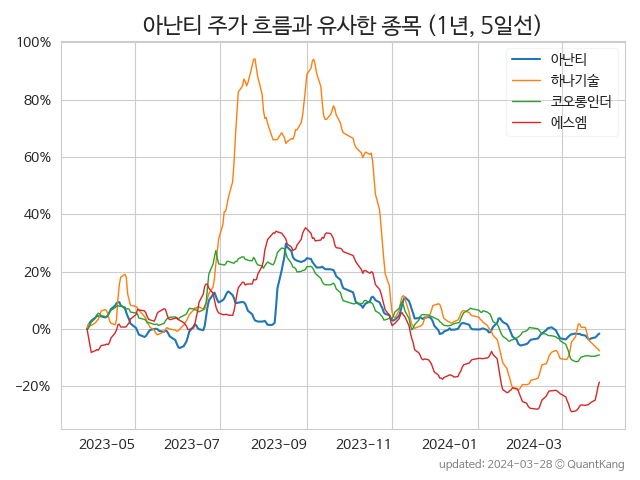 아난티 주가 흐름과 유사한 종목 (1년, 5일선)
100%
80%
60%
40%
20%
0%
−20%
아난티
하나기술
코오롱인더
에스엠
2023-05
2023-07
2023-09
2023-11
2024-01
2024-03
updated: 2024-03-28 © QuantKang